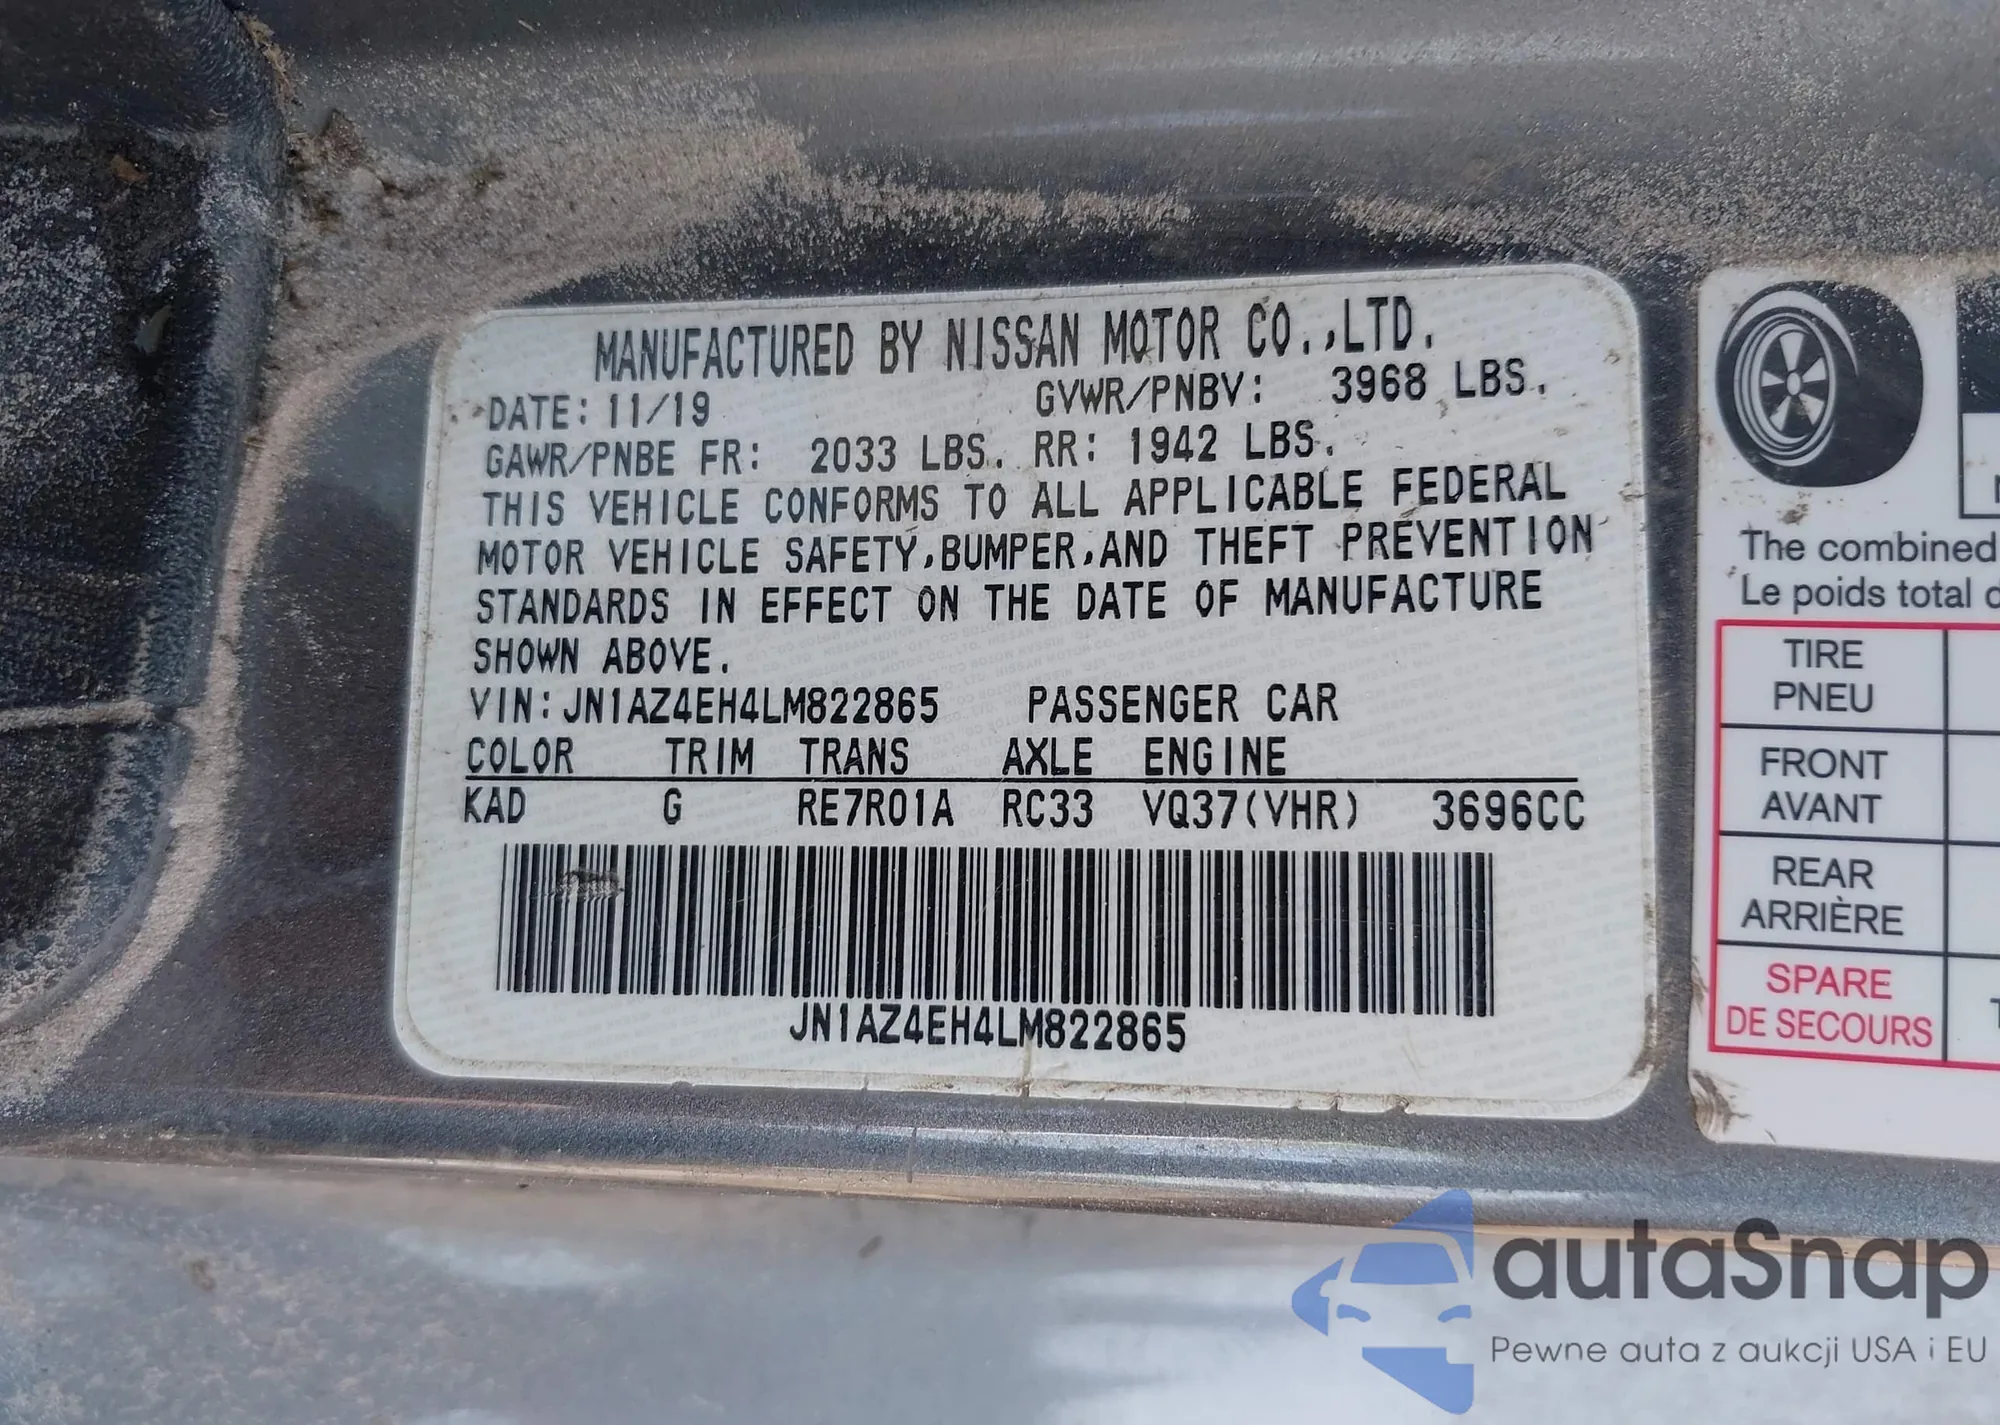 MANUFACTURED BY NISSAN MOTOR CO.,LTD.
DATE: 11/19 GVWR/PNBV: 3968 LBS.
GAWR/PNBE FR: 2033 LBS. RR: 1942 LBS.
THIS VEHICLE CONFORMS TO ALL APPLICABLE FEDERAL
MOTOR VEHICLE SAFETY,BUMPER,AND THEFT PREVENTION
STANDARDS IN EFFECT ON THE DATE OF MANUFACTURE
SHOWN ABOVE.
VIN:JN1AZ4EH4LM822865 PASSENGER CAR
COLOR TRIM TRANS AXLE ENGINE
KAD G RE7R01A RC33 VQ37(VHR) 3696CC
JN1AZ4EH4LM822865
The combined
Le poids total
TIRE
PNEU
FRONT
AVANT
REAR
ARRIÈRE
SPARE
DE SECOURS
autaSnap
Pewne auta z aukcji USA i EU